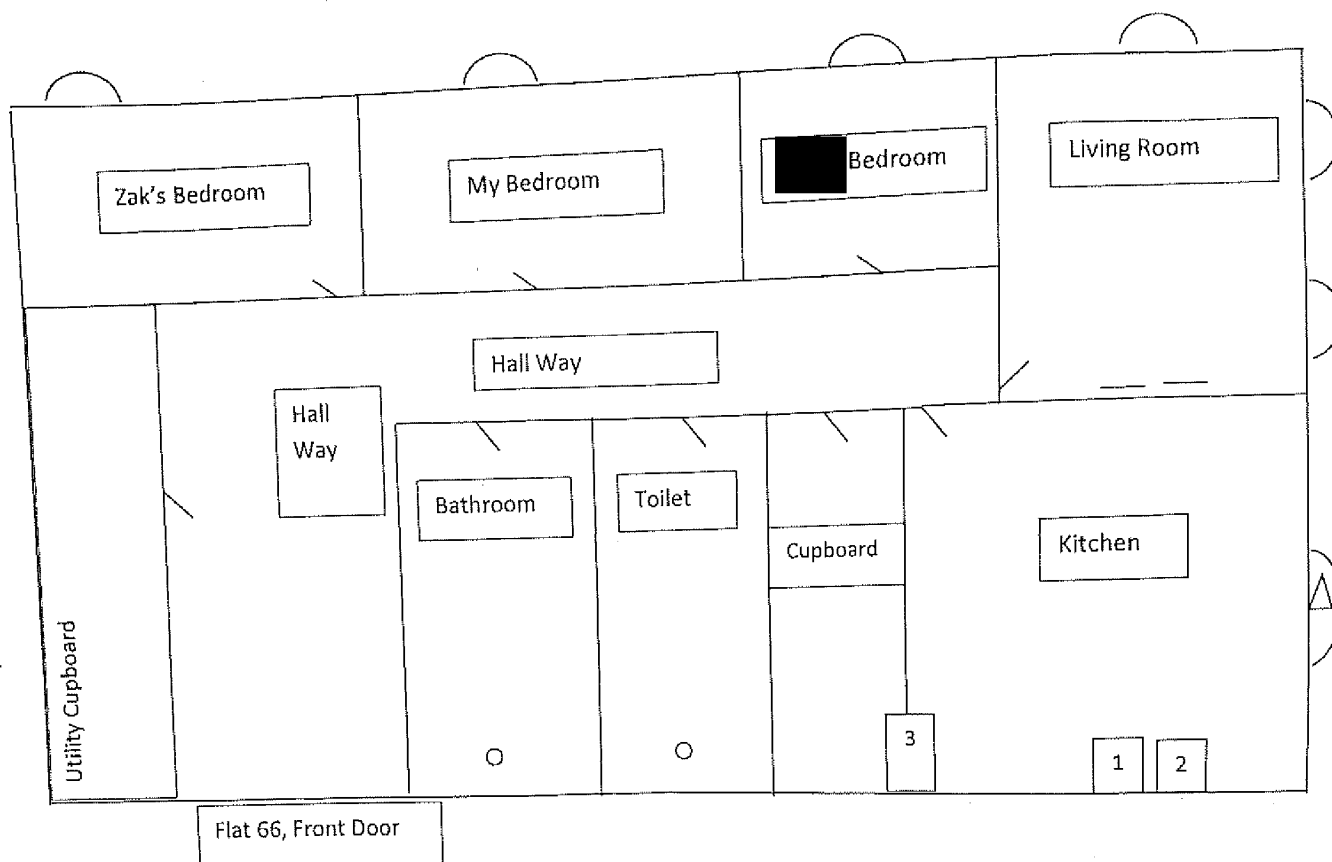 Zak's Bedroom
My Bedroom
Bedroom
Living Room
Hall Way
Hall
Way
Bathroom
Toilet
Cupboard
Kitchen
Utility Cupboard
3
1
2
Flat 66, Front Door